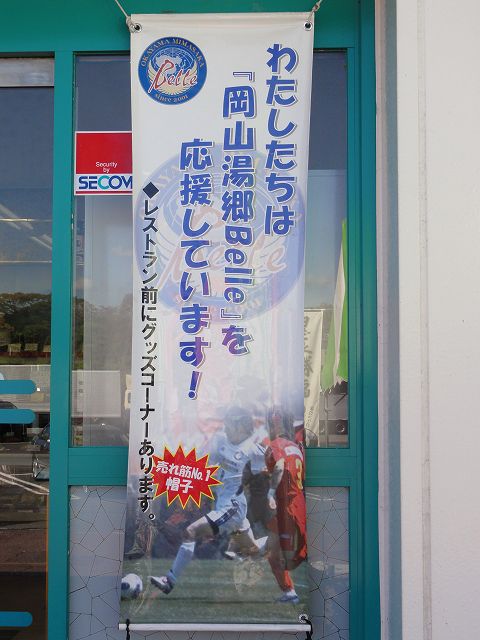 わたしたちは
『岡山湯郷Belle』を
応援しています!
◆レストラン前にグッズコーナーあります。
売れ筋No.1
帽子
OKAYAMA MIMASAKA
Belle
since 2001
Security
by
SECOM